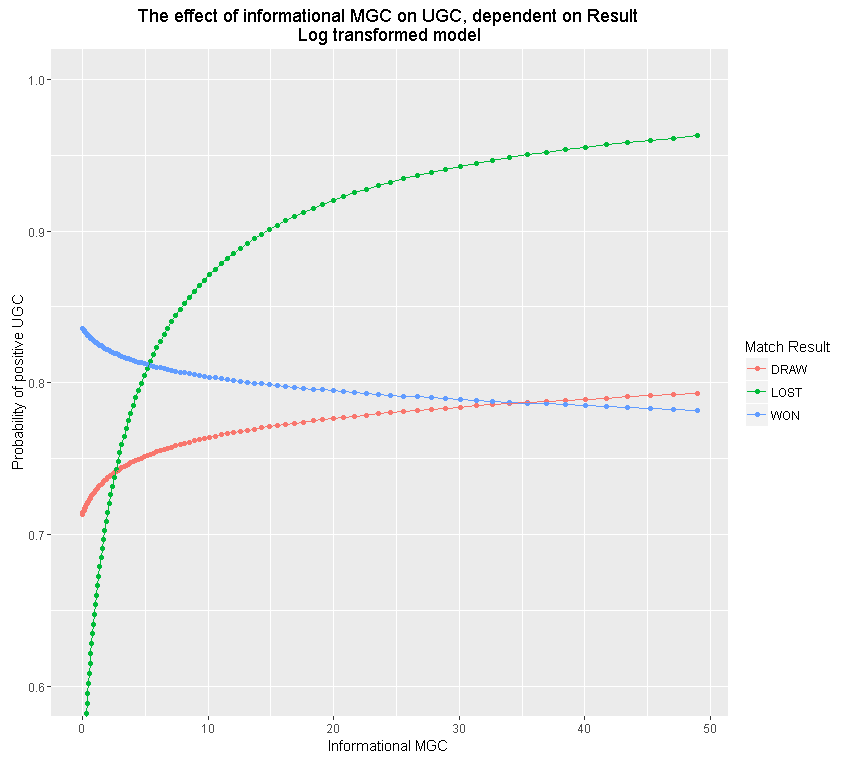 The effect of informational MGC on UGC, dependent on Result
Log transformed model
Probability of positive UGC
1.0
0.9
0.8
0.7
0.6
0
10
20
30
40
50
Informational MGC
Match Result
DRAW
LOST
WON